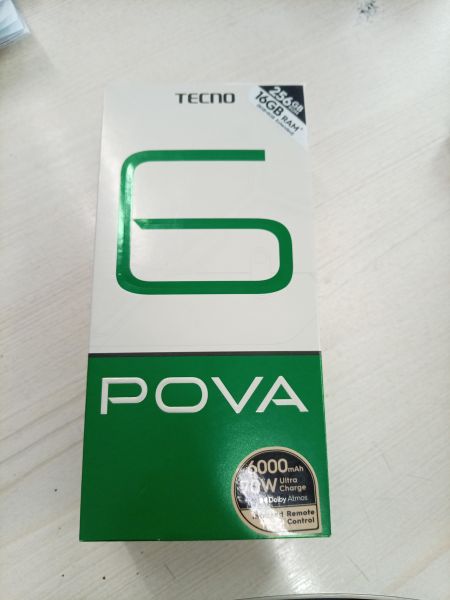 TECNO
256GB
16GB RAM*
6
POVA
6000mAh
70W Ultra Charge
Dolby Atmos
Remote
Control